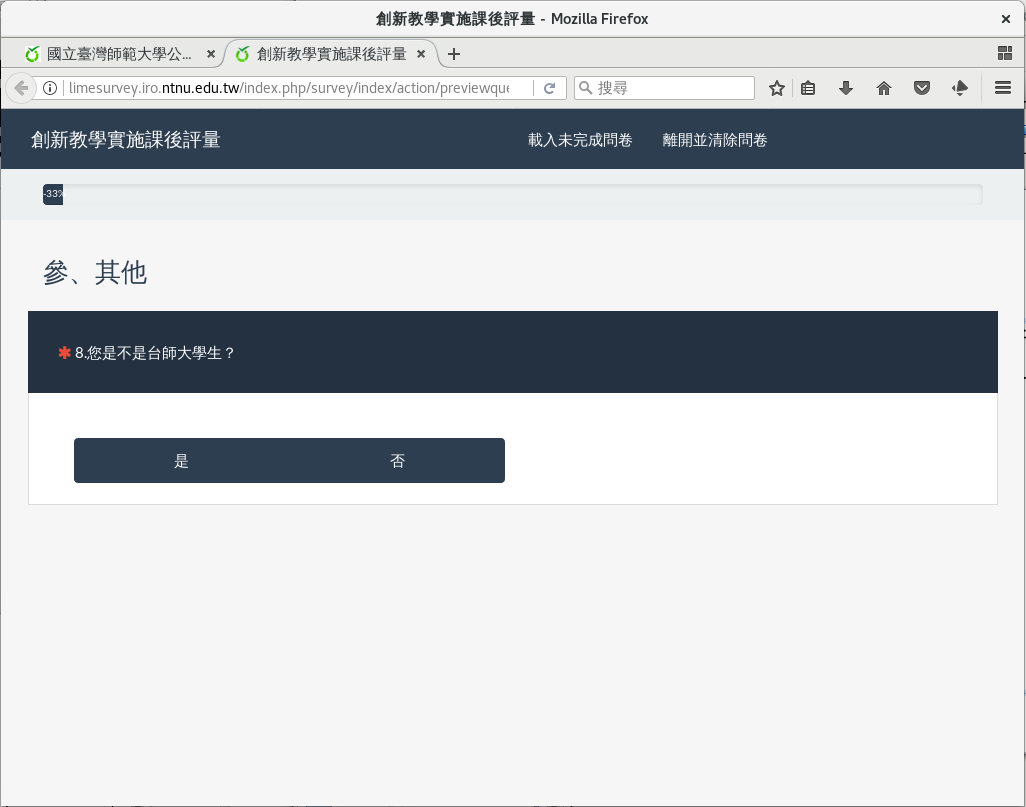 創新教學實施課後評量 - Mozilla Firefox
國立臺灣師範大學公...
創新教學實施課後評量
limesurvey.iro.ntnu.edu.tw/index.php/survey/index/action/previewque
搜尋
創新教學實施課後評量
載入未完成問卷
離開並清除問卷
-33%
參、其他
✱ 8.您是不是台師大學生？
是
否